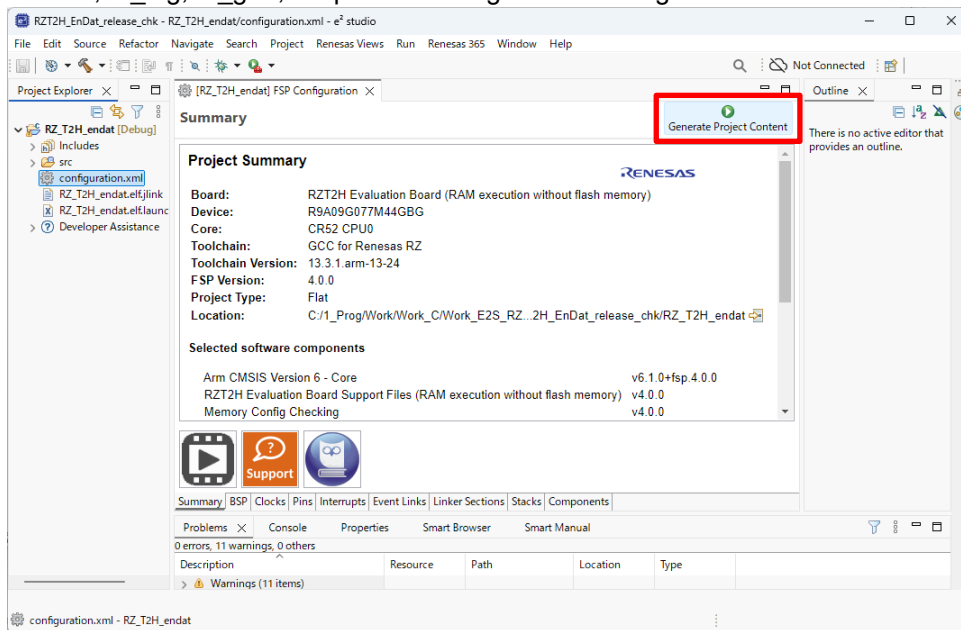 RZT2H_EnDat_release_chk - RZ_T2H_endat/configuration.xml - e² studio
File Edit Source Refactor Navigate Search Project Renesas Views Run Renesas 365 Window Help
Not Connected
Project Explorer
[RZ_T2H_endat] FSP Configuration
Outline
Summary
Generate Project Content
There is no active editor that
provides an outline.
RZ_T2H_endat [Debug]
Includes
src
configuration.xml
RZ_T2H_endat.elf.jlink
RZ_T2H_endat.elf.launc
Developer Assistance
Project Summary
RENESAS
Board: RZT2H Evaluation Board (RAM execution without flash memory)
Device: R9A09G077M44GBG
Core: CR52 CPU0
Toolchain: GCC for Renesas RZ
Toolchain Version: 13.3.1.arm-13-24
FSP Version: 4.0.0
Project Type: Flat
Location: C:/1_Prog/Work/Work_C/Work_E2S_RZ...2H_EnDat_release_chk/RZ_T2H_endat
Selected software components
Arm CMSIS Version 6 - Core v6.1.0+fsp.4.0.0
RZT2H Evaluation Board Support Files (RAM execution without flash memory) v4.0.0
Memory Config Checking v4.0.0
Support
Summary BSP Clocks Pins Interrupts Event Links Linker Sections Stacks Components
Problems Console Properties Smart Browser Smart Manual
0 errors, 11 warnings, 0 others
Description Resource Path Location Type
Warnings (11 items)
configuration.xml - RZ_T2H_endat